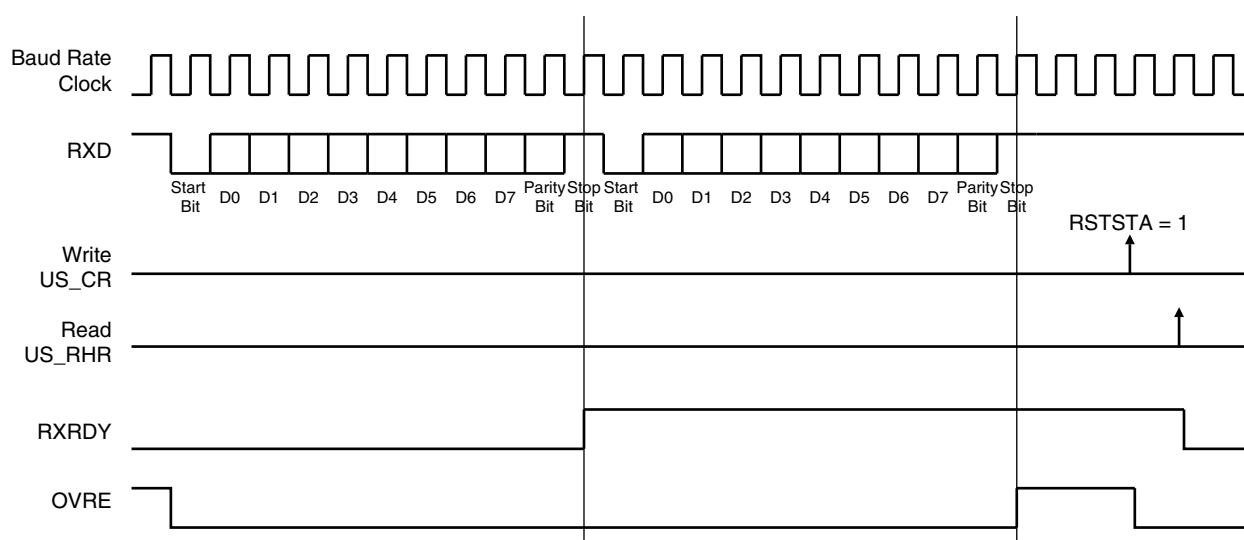 Baud Rate
Clock
RXD
Start
Bit
D0 D1 D2 D3 D4 D5 D6 D7
Parity
Bit
Stop
Bit
Start
Bit
D0 D1 D2 D3 D4 D5 D6 D7
Parity
Bit
Stop
Bit
RSTSTA = 1
Write
US_CR
Read
US_RHR
RXRDY
OVRE